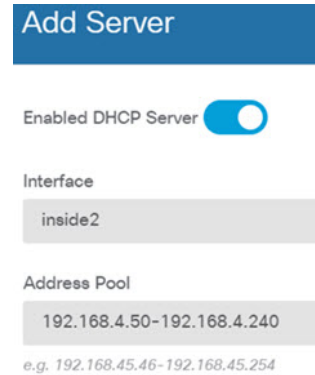 Add Server
Enabled DHCP Server
Interface
inside2
Address Pool
192.168.4.50-192.168.4.240
e.g. 192.168.45.46-192.168.45.254